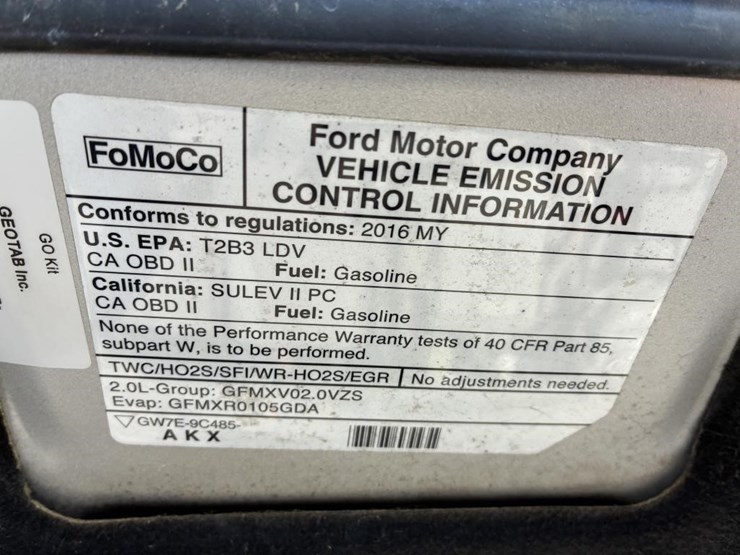 FoMoCo
Ford Motor Company
VEHICLE EMISSION
CONTROL INFORMATION
Conforms to regulations: 2016 MY
U.S. EPA: T2B3 LDV
CA OBD II Fuel: Gasoline
California: SULEV II PC
CA OBD II Fuel: Gasoline
None of the Performance Warranty tests of 40 CFR Part 85,
subpart W, is to be performed.
TWC/HO2S/SFI/WR-HO2S/EGR No adjustments needed.
2.0L-Group: GFMXV02.0VZS
Evap: GFMXR0105GDA
GW7E-9C485-
AKX
GO Kit
GEOTAB Inc.